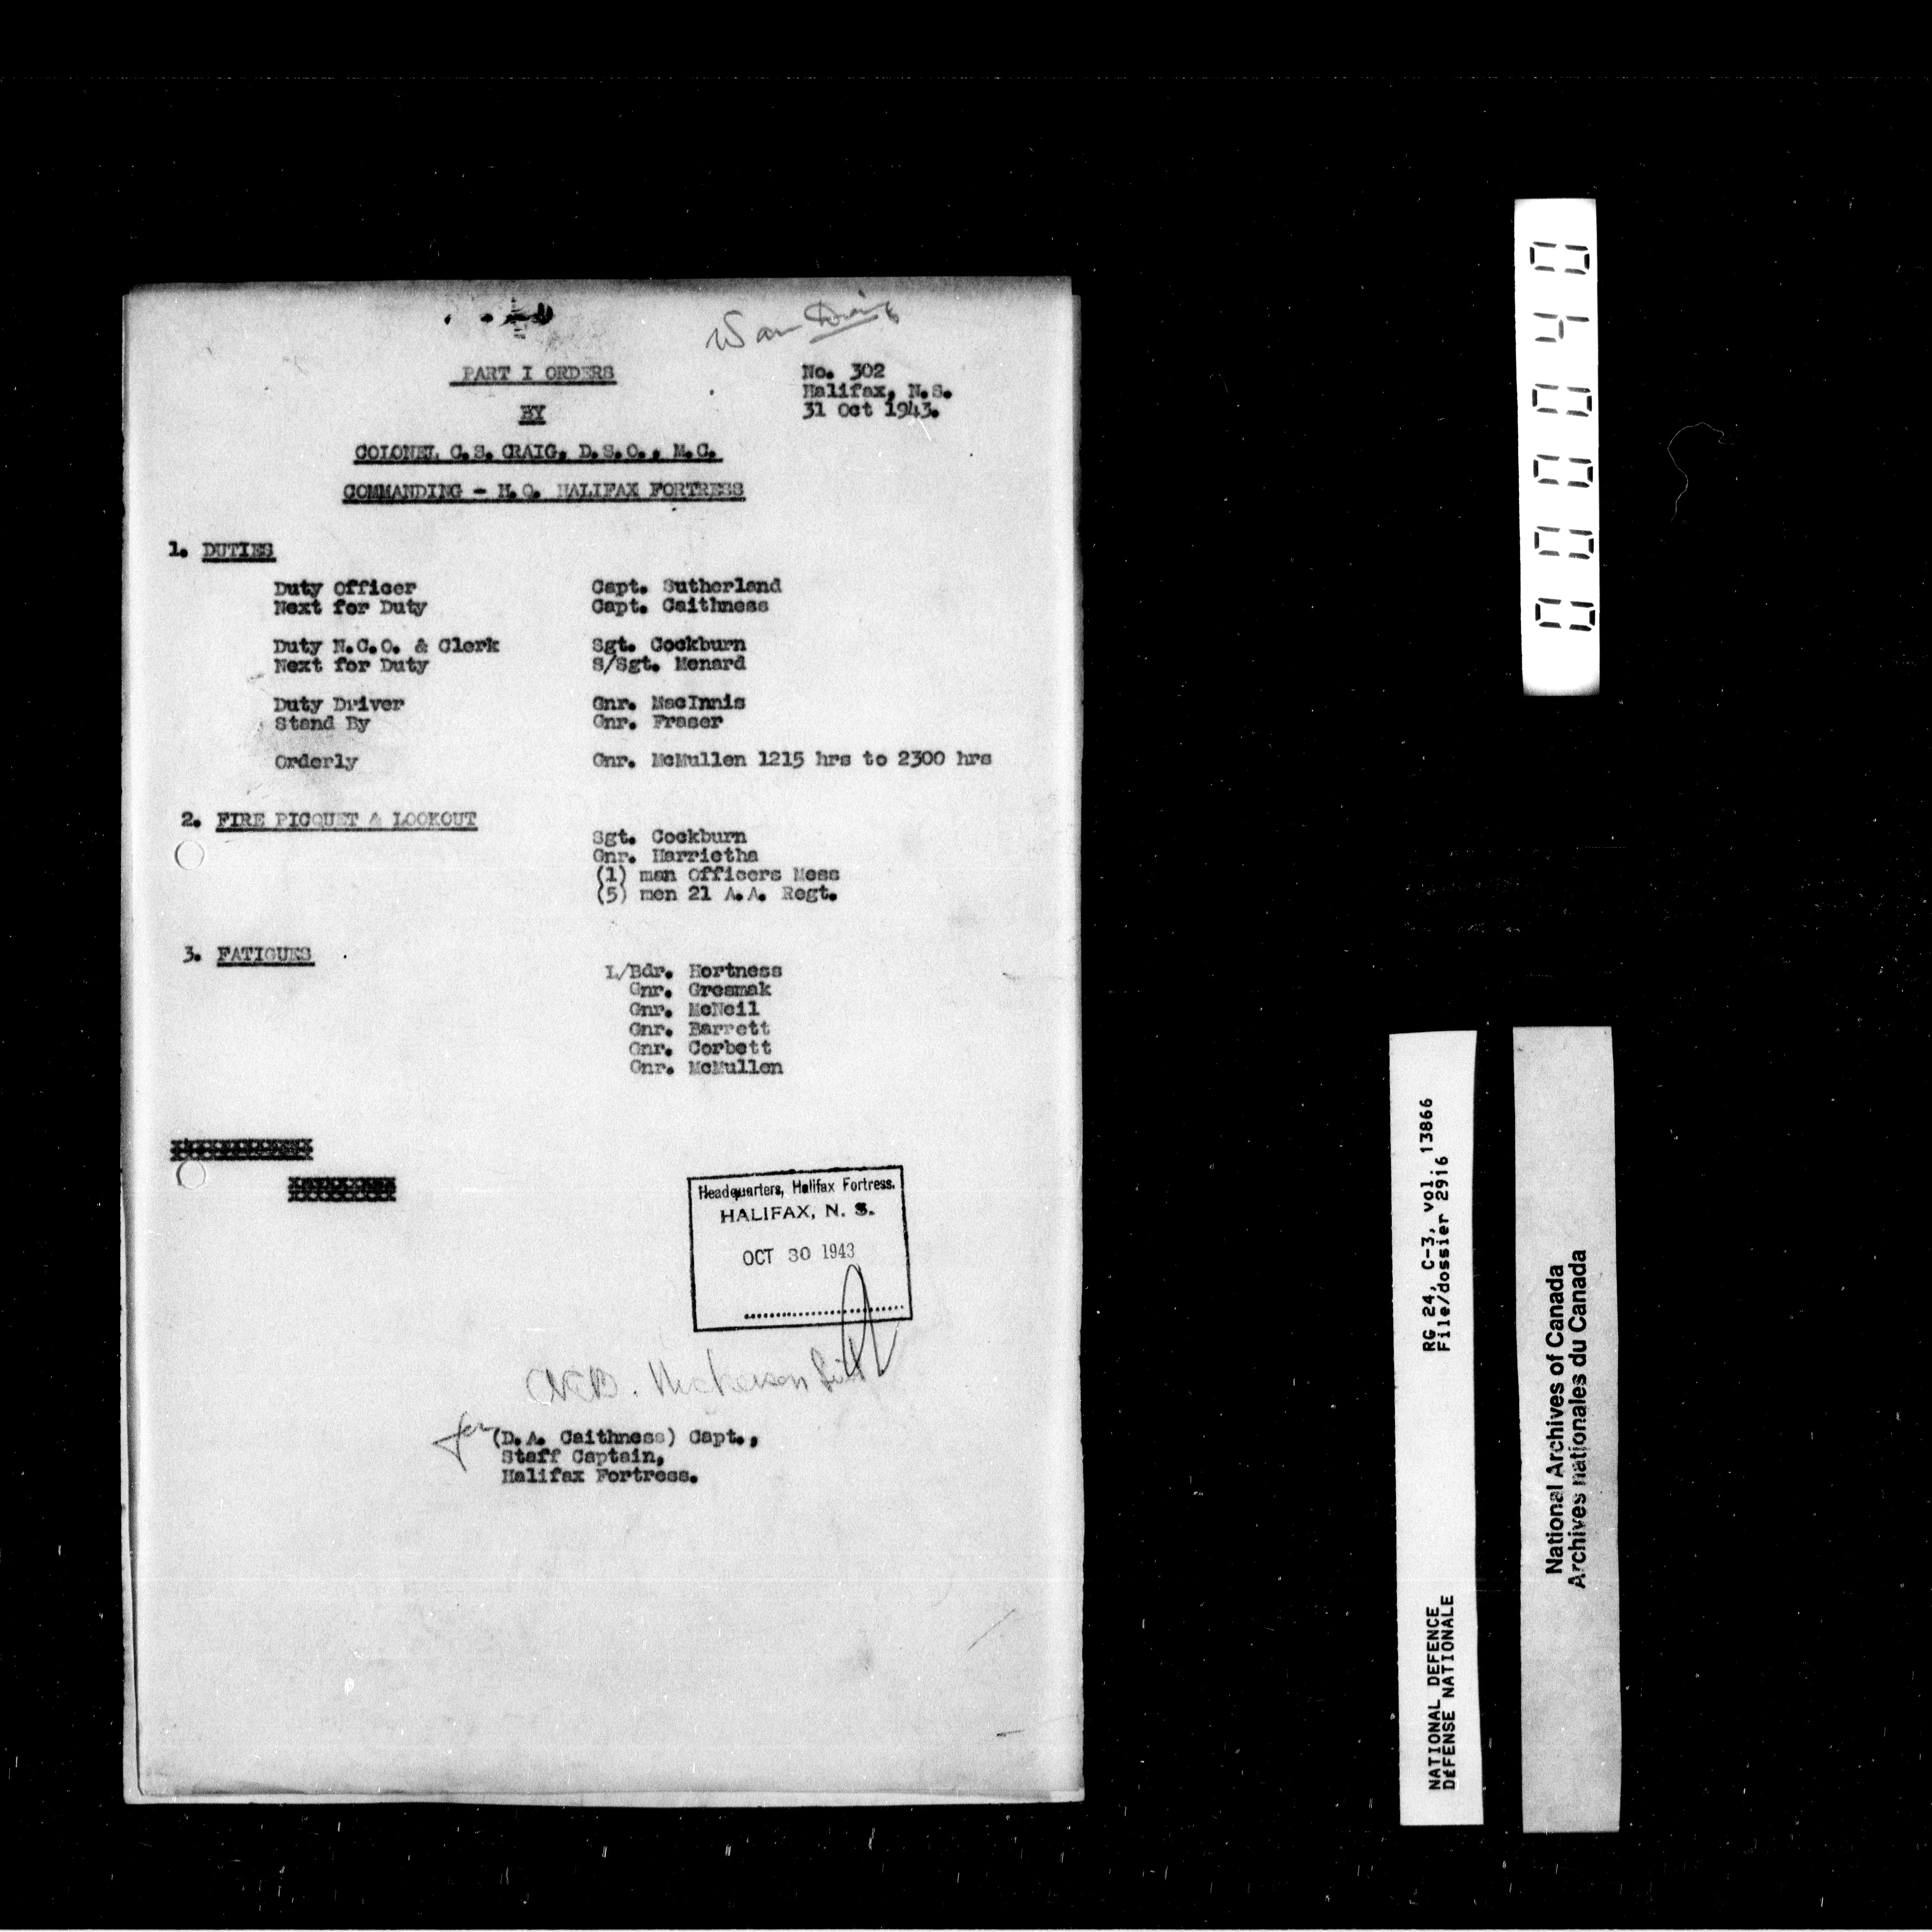 War Diary
PART I ORDERS
No. 302
Halifax, N.S.
31 Oct 1943.
BY
COLONEL C.S. CRAIG, D.S.O., M.C.
COMMANDING - H.Q. HALIFAX FORTRESS
1. DUTIES
Duty Officer Capt. Sutherland
Next for Duty Capt. Caithness
Duty N.C.O. & Clerk Sgt. Cockburn
Next for Duty S/Sgt. Menard
Duty Driver Gnr. MacInnis
Stand By Gnr. Fraser
Orderly Gnr. McMullen 1215 hrs to 2300 hrs
2. FIRE PICQUET & LOOKOUT
Sgt. Cockburn
Gnr. Harrietha
(1) man Officers Mess
(5) men 21 A.A. Regt.
3. FATIGUES
L/Bdr. Hortness
Gnr. Gresmak
Gnr. McNeil
Gnr. Barrett
Gnr. Corbett
Gnr. McMullen
Headquarters, Halifax Fortress.
HALIFAX, N. S.
OCT 30 1943
Nickerson
for (D.A. Caithness) Capt.,
Staff Captain,
Halifax Fortress.
000040
RG 24, C-3, vol. 13866
File/dossier 2916
NATIONAL DEFENCE
DÉFENSE NATIONALE
National Archives of Canada
Archives nationales du Canada